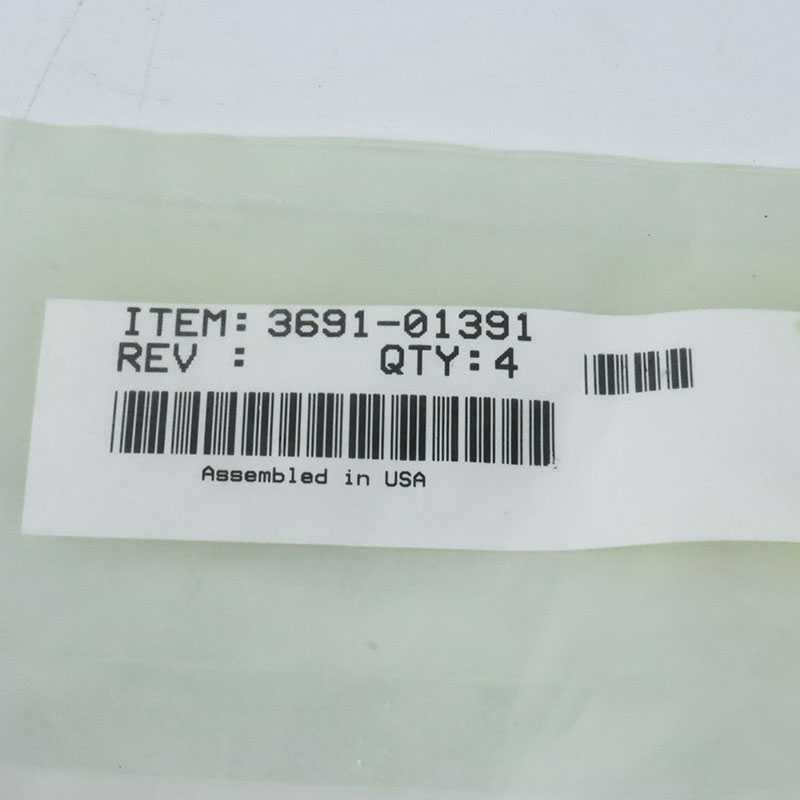 ITEM: 3691-01391
REV : QTY:4
Assembled in USA